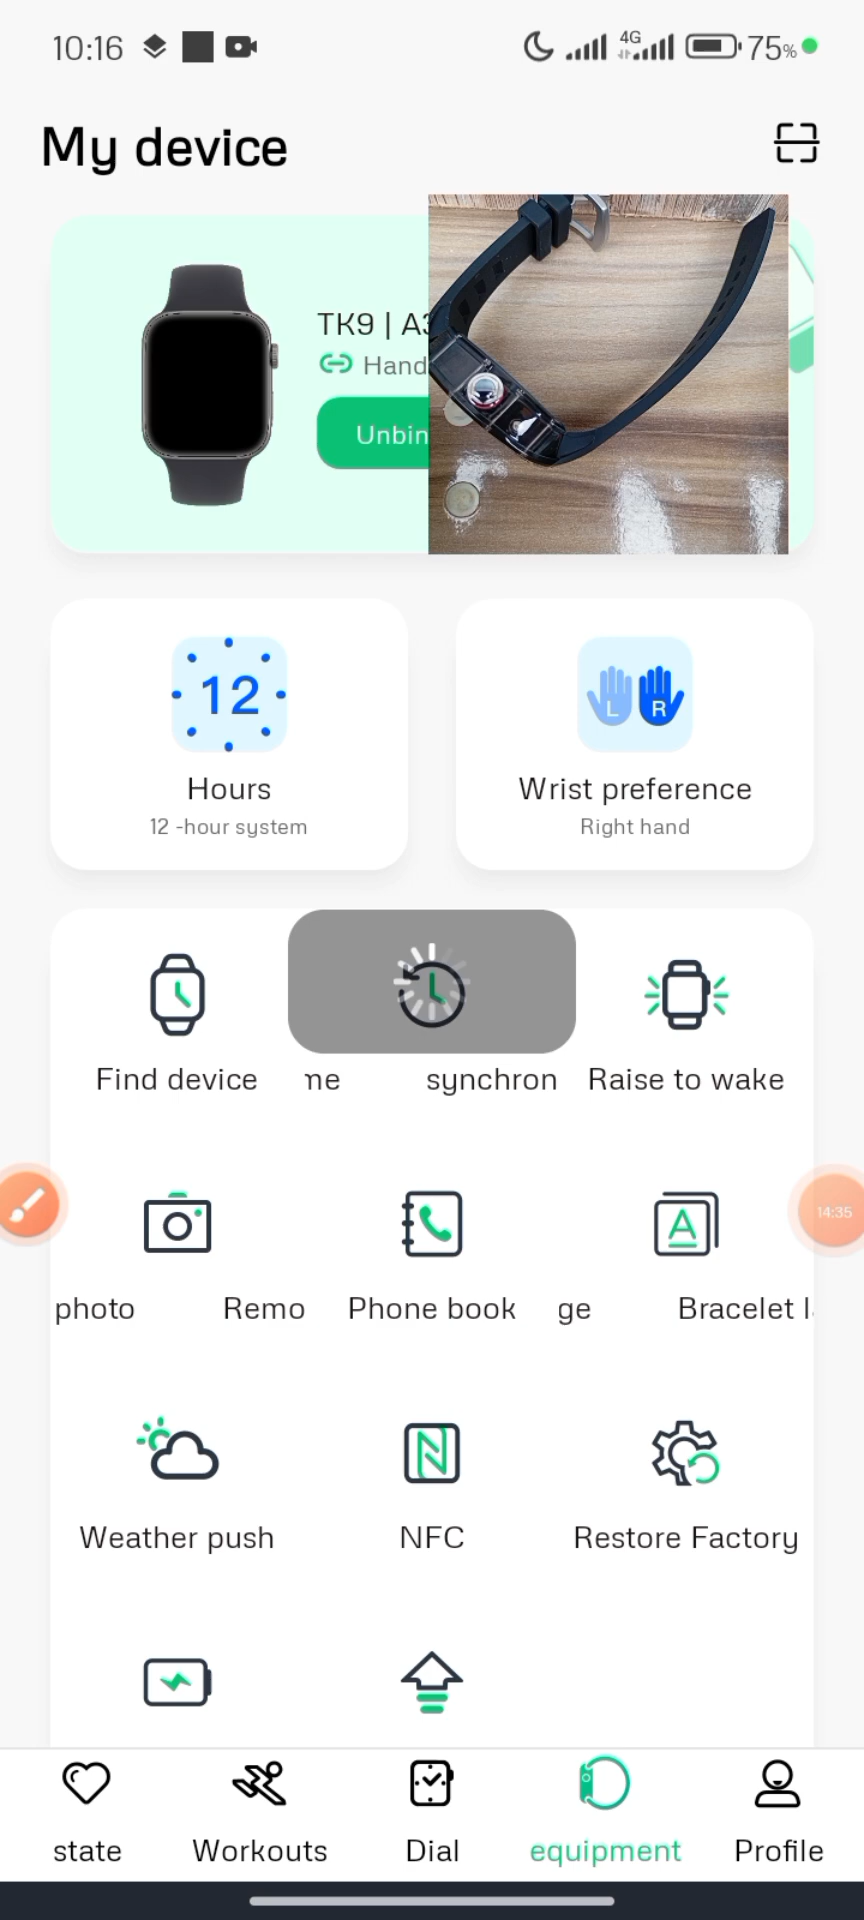 10:16 4G 75%
My device
TK9 | A3
Hand
Unbin
12
L R
Hours
Wrist preference
12 -hour system
Right hand
Find device
me synchron
Raise to wake
14:35
photo Remo
Phone book
ge Bracelet l
A
Weather push
NFC
Restore Factory
state
Workouts
Dial
equipment
Profile